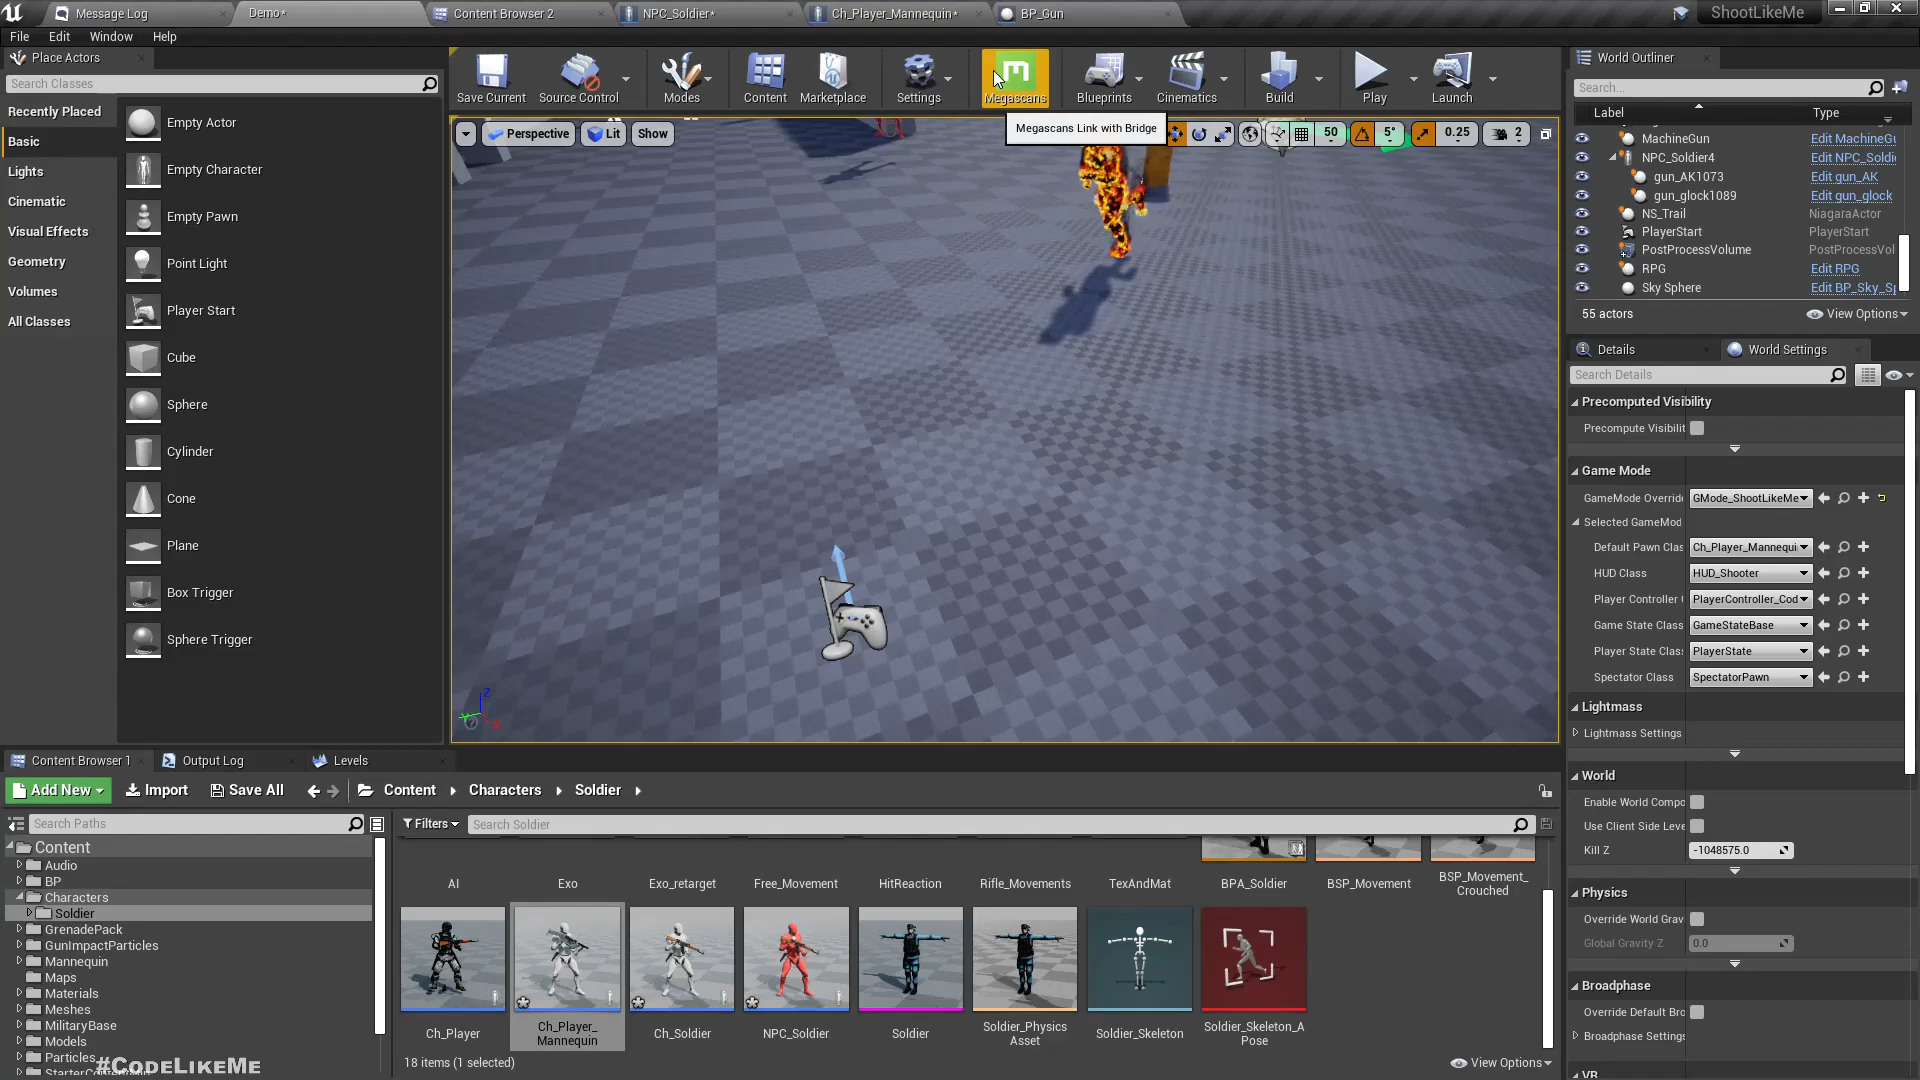 Message Log
Demo*
Content Browser 2
NPC_Soldier*
Ch_Player_Mannequin*
BP_Gun
ShootLikeMe
File Edit Window Help
Place Actors
Search Classes
Recently Placed
Basic
Lights
Cinematic
Visual Effects
Geometry
Volumes
All Classes
Empty Actor
Empty Character
Empty Pawn
Point Light
Player Start
Cube
Sphere
Cylinder
Cone
Plane
Box Trigger
Sphere Trigger
Save Current
Source Control
Modes
Content
Marketplace
Settings
Megascans
Blueprints
Cinematics
Build
Play
Launch
Megascans Link with Bridge
Perspective
Lit
Show
50
5°
0.25
2
World Outliner
Search...
Label Type
MachineGun Edit MachineGu
NPC_Soldier4 Edit NPC_Soldi
gun_AK1073 Edit gun_AK
gun_glock1089 Edit gun_glock
NS_Trail NiagaraActor
PlayerStart PlayerStart
PostProcessVolume PostProcessVol
RPG Edit RPG
Sky Sphere Edit BP_Sky_Sp
55 actors
View Options
Details
World Settings
Search Details
Precomputed Visibility
Precompute Visibilit
Game Mode
GameMode Override GMode_ShootLikeMe
Selected GameMod
Default Pawn Clas Ch_Player_Mannequi
HUD Class HUD_Shooter
Player Controller PlayerController_Cod
Game State Class GameStateBase
Player State Class PlayerState
Spectator Class SpectatorPawn
Lightmass
Lightmass Settings
World
Enable World Compo
Use Client Side Leve
Kill Z -1048575.0
Physics
Override World Grav
Global Gravity Z 0.0
Broadphase
Override Default Bro
Broadphase Settings
VR
Content Browser 1
Output Log
Levels
Add New
Import
Save All
Content
Characters
Soldier
Search Paths
Filters
Search Soldier
Content
Audio
BP
Characters
Soldier
GrenadePack
GunImpactParticles
Mannequin
Maps
Materials
Meshes
MilitaryBase
Models
Particles
#CodeLikeMe
AI
Exo
Exo_retarget
Free_Movement
HitReaction
Rifle_Movements
TexAndMat
BPA_Soldier
BSP_Movement
BSP_Movement_
Crouched
Ch_Player
Ch_Player_
Mannequin
Ch_Soldier
NPC_Soldier
Soldier
Soldier_Physics
Asset
Soldier_Skeleton
Soldier_Skeleton_A
Pose
18 items (1 selected)
View Options